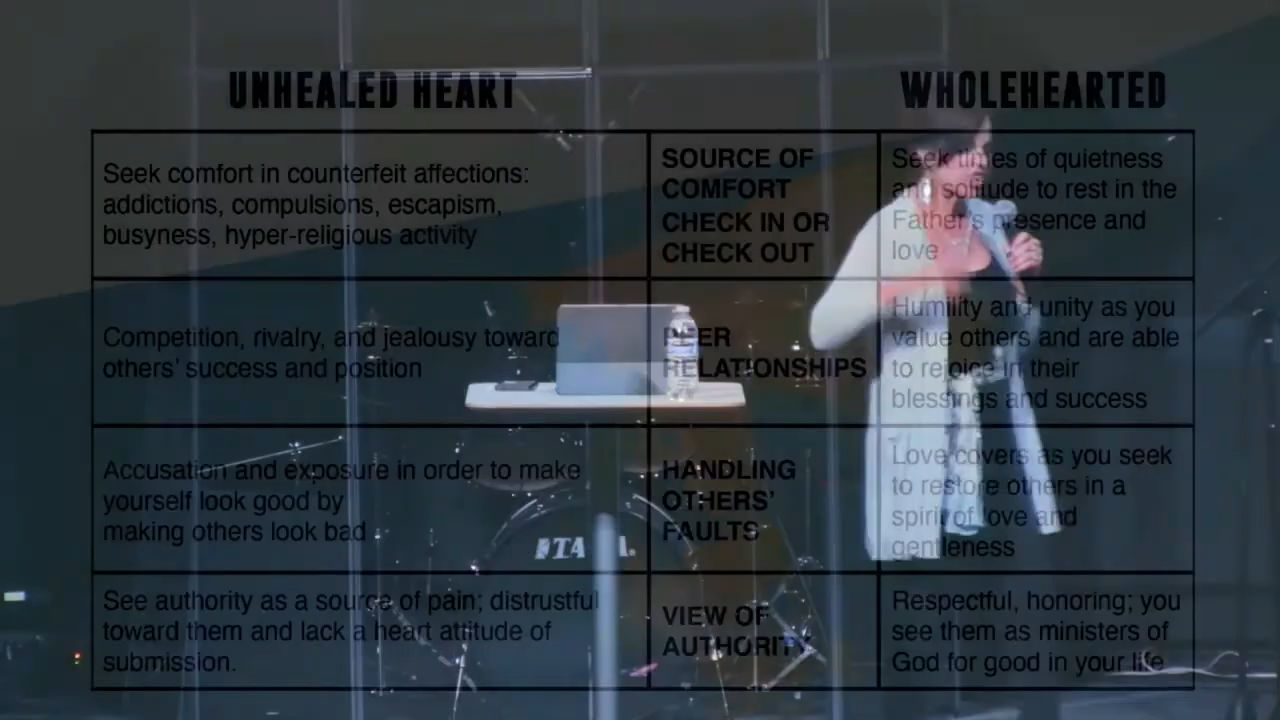 UNHEALED HEART
WHOLEHEARTED
Seek comfort in counterfeit affections:
addictions, compulsions, escapism,
busyness, hyper-religious activity
SOURCE OF
COMFORT
CHECK IN OR
CHECK OUT
Seek times of quietness
and solitude to rest in the
Father's presence and
love
Competition, rivalry, and jealousy toward
others' success and position
PEER
RELATIONSHIPS
Humility and unity as you
value others and are able
to rejoice in their
blessings and success
Accusation and exposure in order to make
yourself look good by
making others look bad
HANDLING
OTHERS'
FAULTS
Love covers as you seek
to restore others in a
spirit of love and
gentleness
See authority as a source of pain; distrustful
toward them and lack a heart attitude of
submission.
VIEW OF
AUTHORITY
Respectful, honoring; you
see them as ministers of
God for good in your life
TAMA